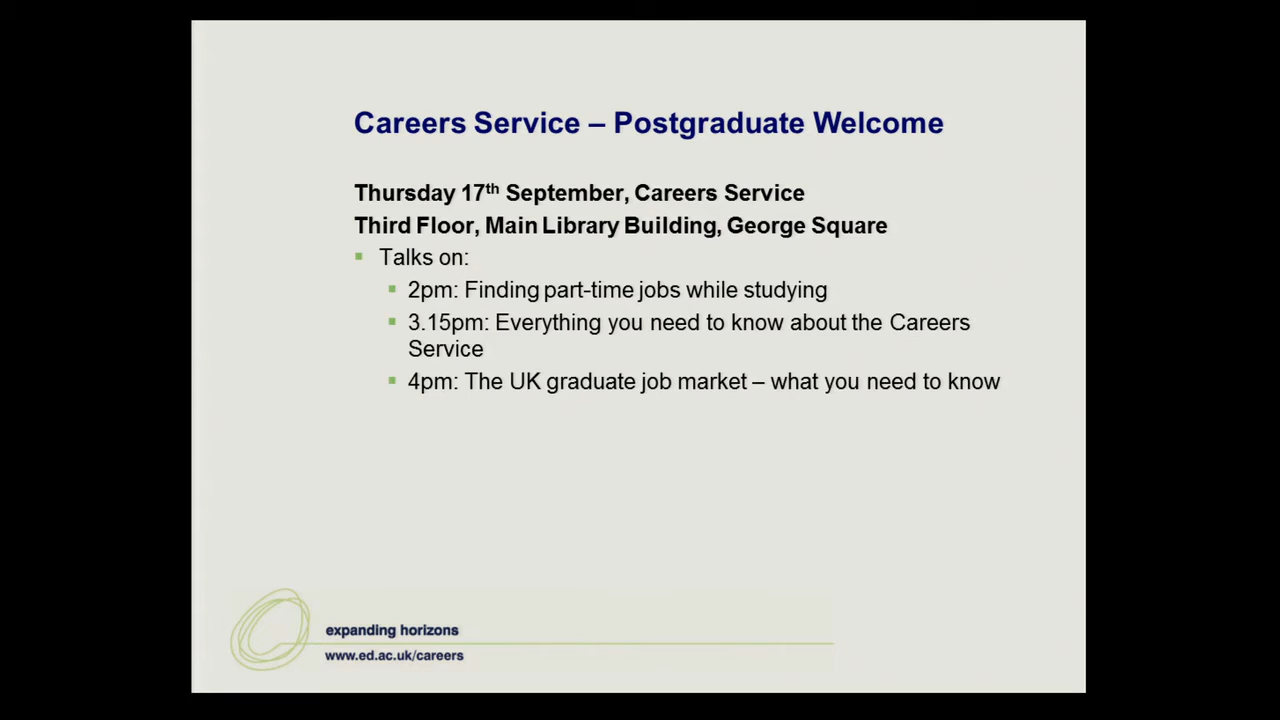 Careers Service – Postgraduate Welcome
Thursday 17th September, Careers Service
Third Floor, Main Library Building, George Square
Talks on:
2pm: Finding part-time jobs while studying
3.15pm: Everything you need to know about the Careers
Service
4pm: The UK graduate job market – what you need to know
expanding horizons
www.ed.ac.uk/careers